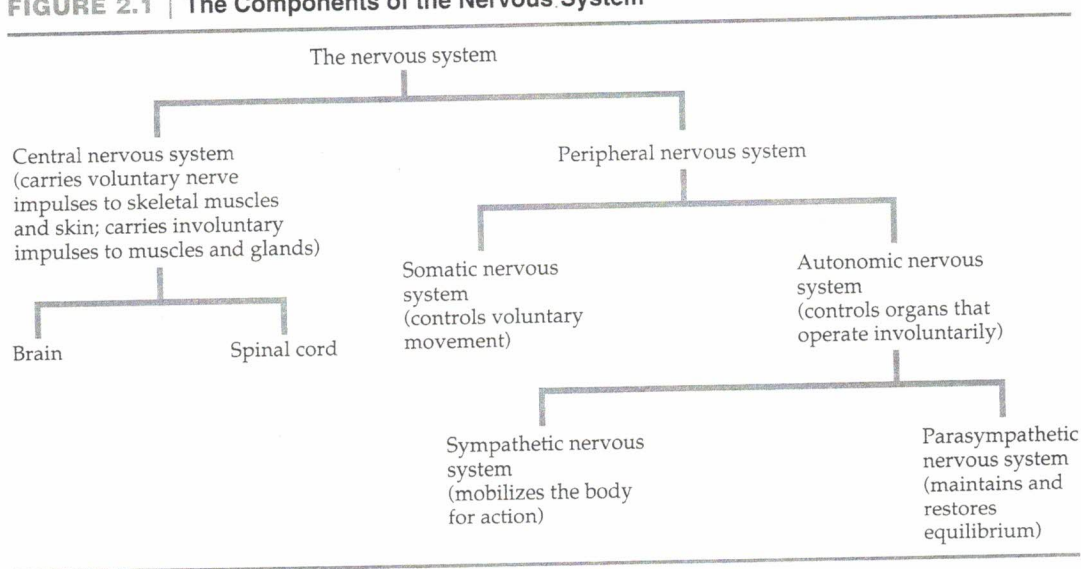 FIGURE 2.1 | The Components of the Nervous System
The nervous system
Central nervous system
(carries voluntary nerve
impulses to skeletal muscles
and skin; carries involuntary
impulses to muscles and glands)
Peripheral nervous system
Brain
Spinal cord
Somatic nervous
system
(controls voluntary
movement)
Autonomic nervous
system
(controls organs that
operate involuntarily)
Sympathetic nervous
system
(mobilizes the body
for action)
Parasympathetic
nervous system
(maintains and
restores
equilibrium)